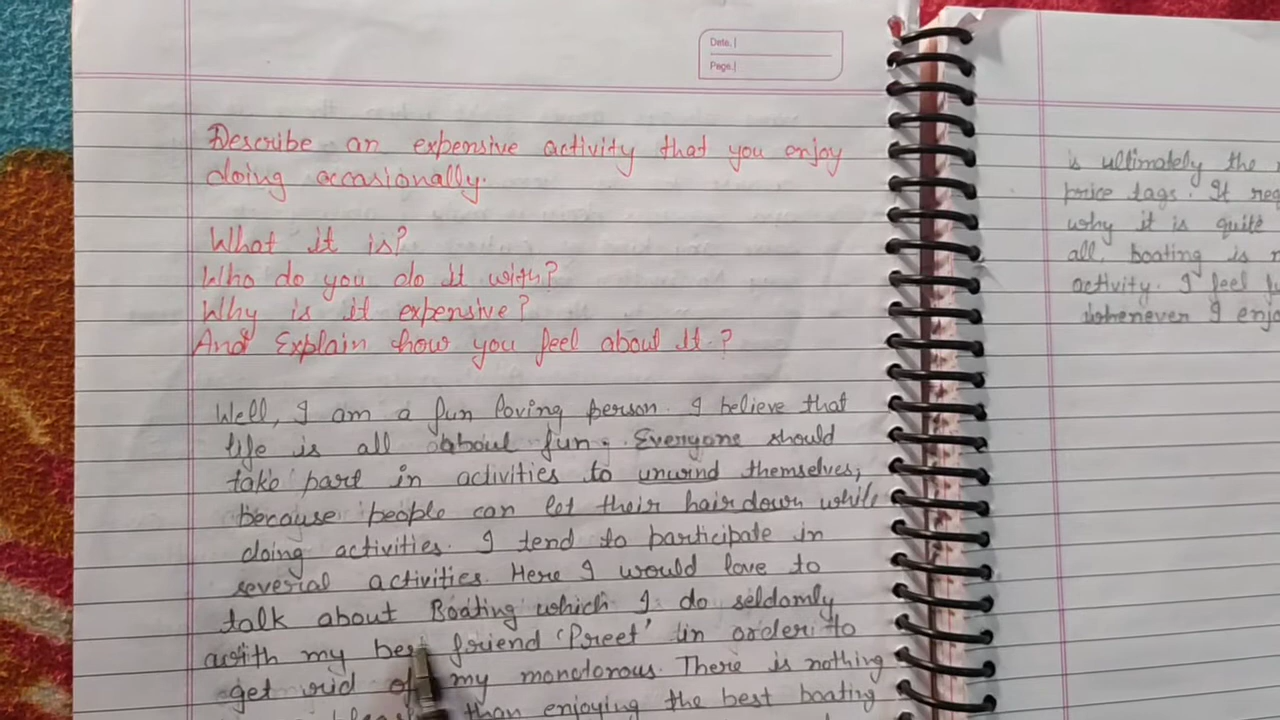 Date.
Page.
Describe an expensive activity that you enjoy
doing occasionally.
What it is?
Who do you do it with?
Why is it expensive?
And Explain how you feel about it.?
Well, I am a fun loving person. I believe that
life is all about fun. Everyone should
take part in activities to unwind themselves,
because people can let their hair down while
doing activities. I tend to participate in
several activities. Here I would love to
talk about Boating which I do seldomly
with my best friend 'Preet' in order to
get rid of my monotorous. There is nothing
than enjoying the best boating
is ultimately the
price tags. It
why it is quite
all, boating is
activity. I feel
whenever I